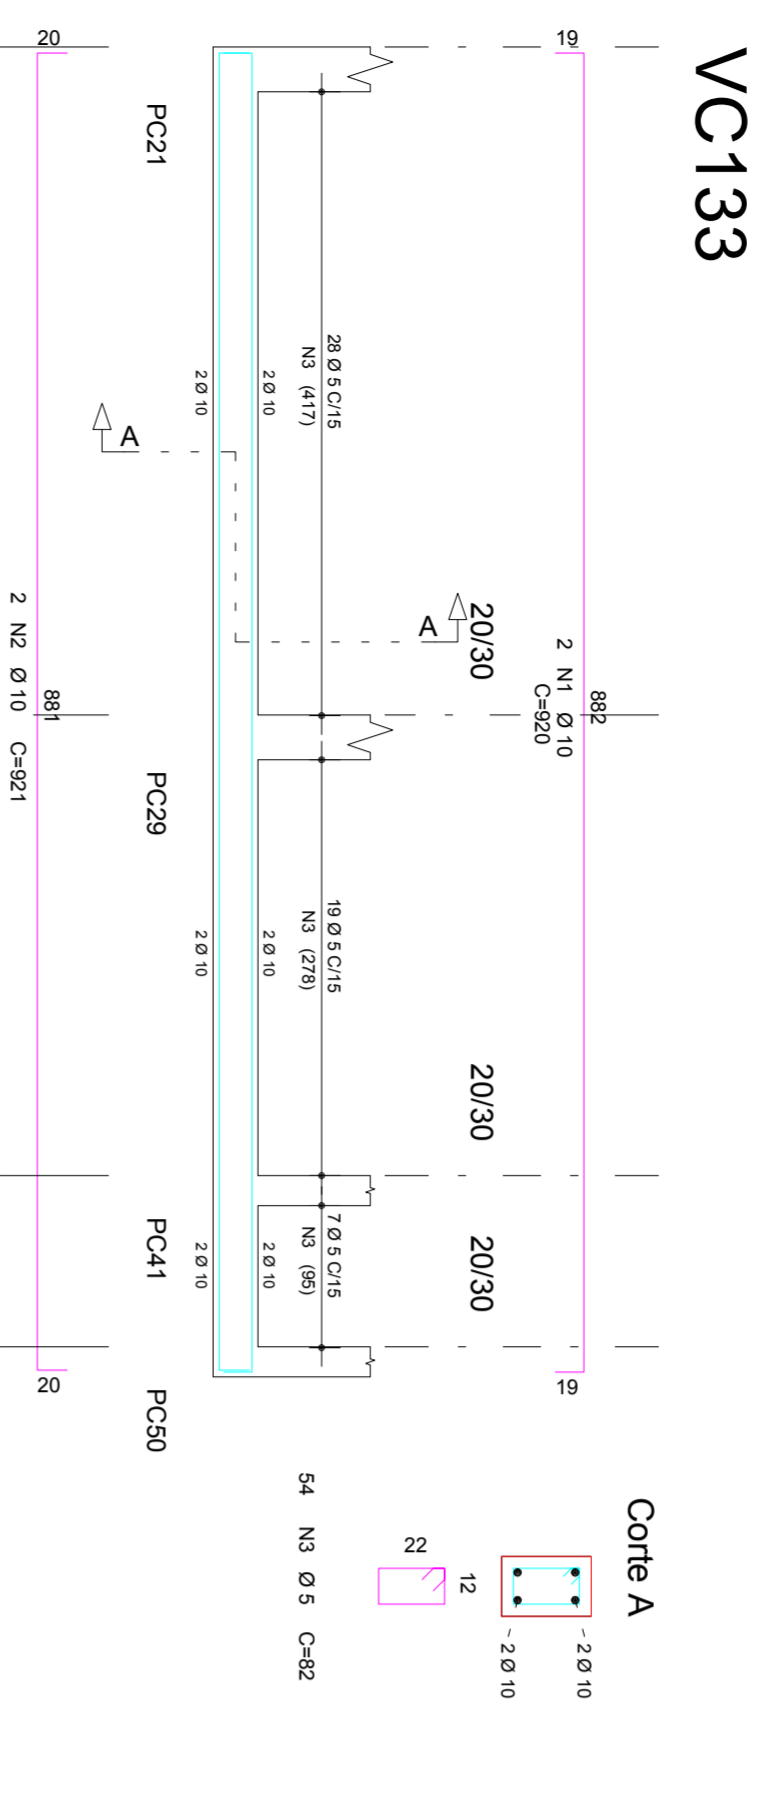 VC133
19
882
19
2 N1 Ø 10
C=920
20/30
20/30
20/30
A
28 Ø 5 C/15
N3 (417)
19 Ø 5 C/15
N3 (278)
7 Ø 5 C/15
N3 (95)
2 Ø 10
2 Ø 10
2 Ø 10
2 Ø 10
2 Ø 10
2 Ø 10
A
PC21
PC29
PC41
PC50
20
881
20
2 N2 Ø 10 C=921
Corte A
2 Ø 10
2 Ø 10
12
22
54 N3 Ø 5 C=82